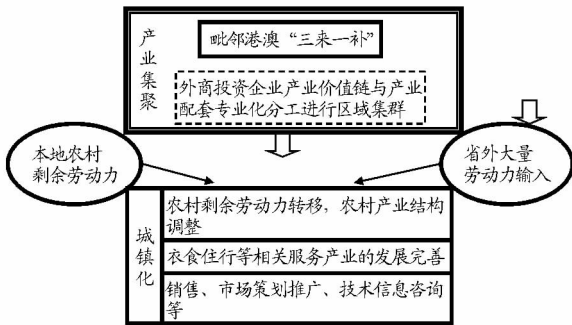 产业集聚
毗邻港澳“三来一补”
外商投资企业产业价值链与产业
配套专业化分工进行区域集群
本地农村
剩余劳动力
省外大量
劳动力输入
城镇化
农村剩余劳动力转移，农村产业结构
调整
衣食住行等相关服务产业的发展完善
销售、市场策划推广、技术信息咨询
等